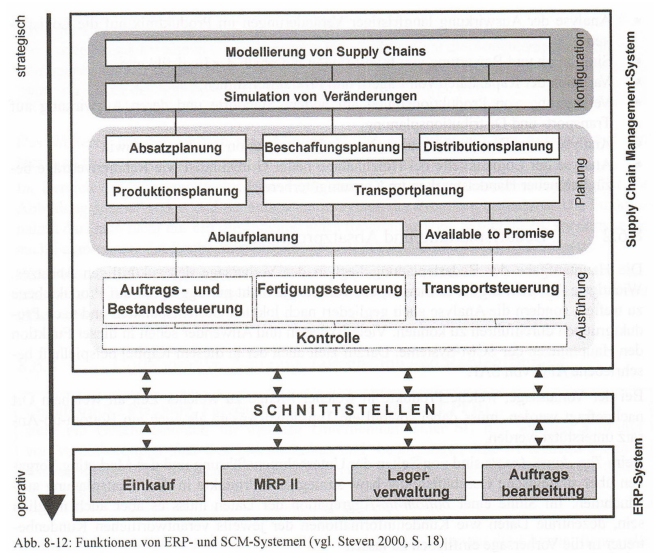 strategisch
Modellierung von Supply Chains
Simulation von Veränderungen
Konfiguration
Absatzplanung
Beschaffungsplanung
Distributionsplanung
Produktionsplanung
Transportplanung
Ablaufplanung
Available to Promise
Planung
Auftrags - und
Bestandssteuerung
Fertigungssteuerung
Transportsteuerung
Kontrolle
Ausführung
Supply Chain Management-System
SCHNITTSTELLEN
operativ
Einkauf
MRP II
Lager-
verwaltung
Auftrags
bearbeitung
ERP-System
Abb. 8-12: Funktionen von ERP- und SCM-Systemen (vgl. Steven 2000, S. 18)